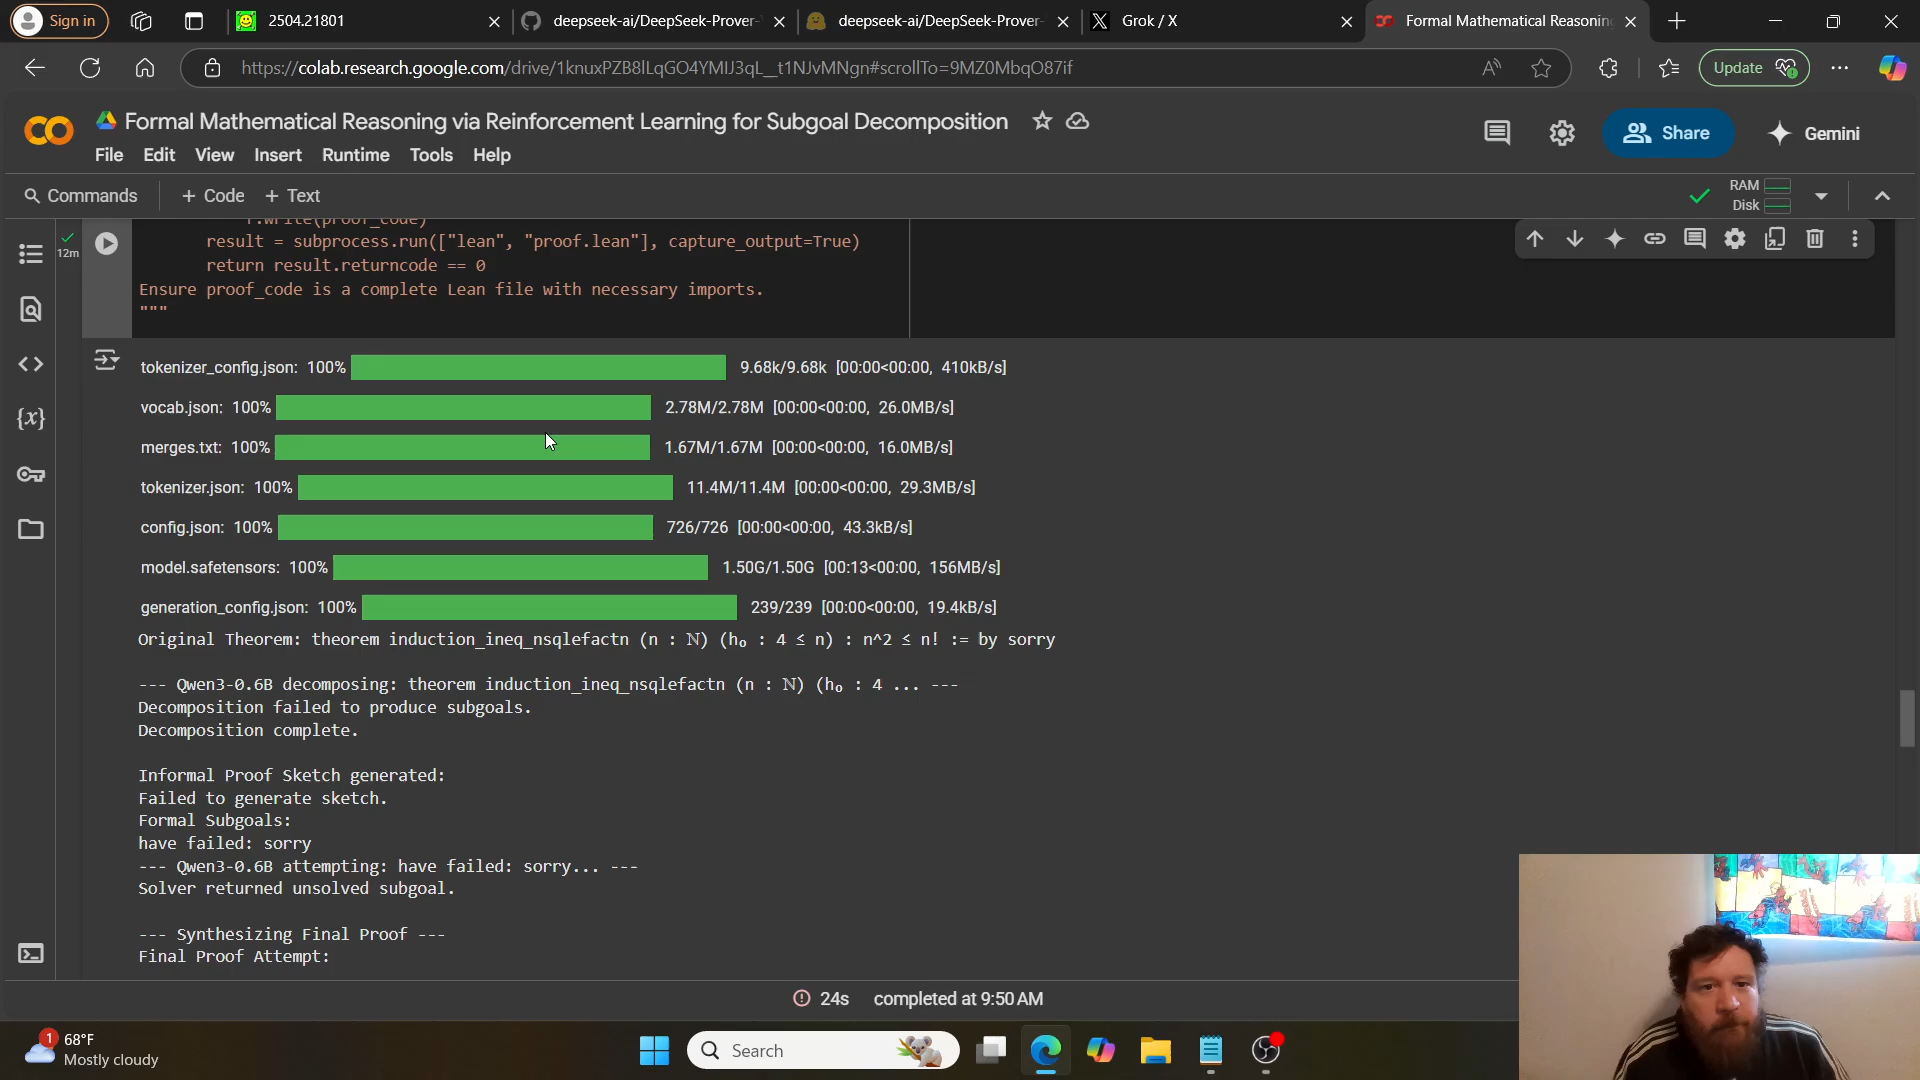 Sign in
2504.21801
deepseek-ai/DeepSeek-Prover-
deepseek-ai/DeepSeek-Prover-
Grok / X
Formal Mathematical Reasonin
https://colab.research.google.com/drive/1knuxPZB8lLqGO4YMIJ3qL__t1NJvMNgn#scrollTo=9MZ0MbqO87if
Update
Formal Mathematical Reasoning via Reinforcement Learning for Subgoal Decomposition
File Edit View Insert Runtime Tools Help
Share
Gemini
Commands
+ Code
+ Text
RAM
Disk
12m
f.write(proof_code)
result = subprocess.run(["lean", "proof.lean"], capture_output=True)
return result.returncode == 0
Ensure proof_code is a complete Lean file with necessary imports.
"""
tokenizer_config.json: 100% 9.68k/9.68k [00:00<00:00, 410kB/s]
vocab.json: 100% 2.78M/2.78M [00:00<00:00, 26.0MB/s]
merges.txt: 100% 1.67M/1.67M [00:00<00:00, 16.0MB/s]
tokenizer.json: 100% 11.4M/11.4M [00:00<00:00, 29.3MB/s]
config.json: 100% 726/726 [00:00<00:00, 43.3kB/s]
model.safetensors: 100% 1.50G/1.50G [00:13<00:00, 156MB/s]
generation_config.json: 100% 239/239 [00:00<00:00, 19.4kB/s]
Original Theorem: theorem induction_ineq_nsqlefactn (n : ℕ) (h₀ : 4 ≤ n) : n^2 ≤ n! := by sorry
--- Qwen3-0.6B decomposing: theorem induction_ineq_nsqlefactn (n : ℕ) (h₀ : 4 ... ---
Decomposition failed to produce subgoals.
Decomposition complete.
Informal Proof Sketch generated:
Failed to generate sketch.
Formal Subgoals:
have failed: sorry
--- Qwen3-0.6B attempting: have failed: sorry... ---
Solver returned unsolved subgoal.
--- Synthesizing Final Proof ---
Final Proof Attempt:
24s completed at 9:50 AM
1
68°F
Mostly cloudy
Search